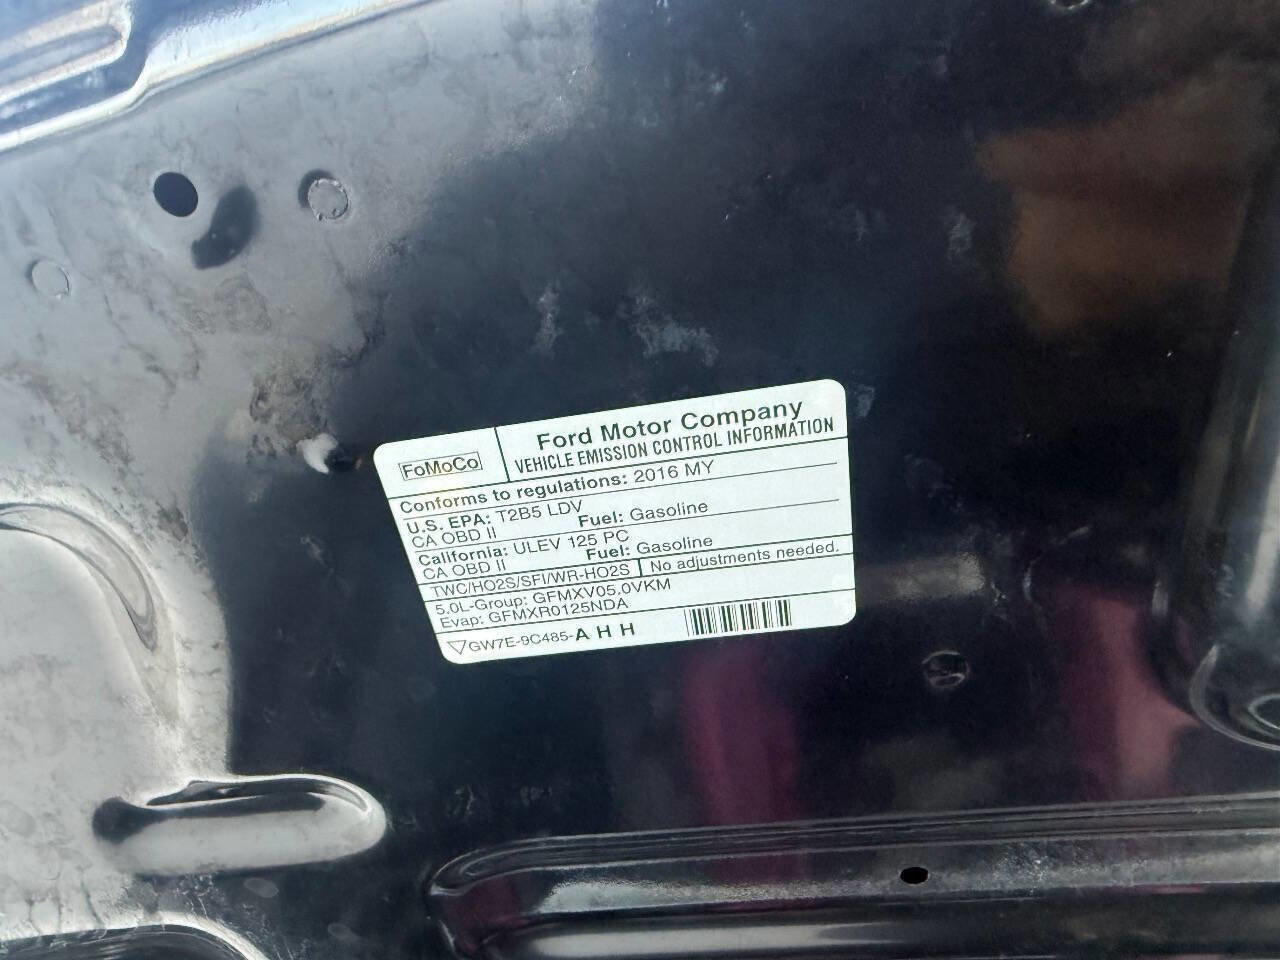 FoMoCo
Ford Motor Company
VEHICLE EMISSION CONTROL INFORMATION
Conforms to regulations: 2016 MY
U.S. EPA: T2B5 LDV
CA OBD II Fuel: Gasoline
California: ULEV 125 PC
CA OBD II Fuel: Gasoline
TWC/HO2S/SFI/WR-HO2S No adjustments needed.
5.0L-Group: GFMXV05.0VKM
Evap: GFMXR0125NDA
GW7E-9C485-A H H